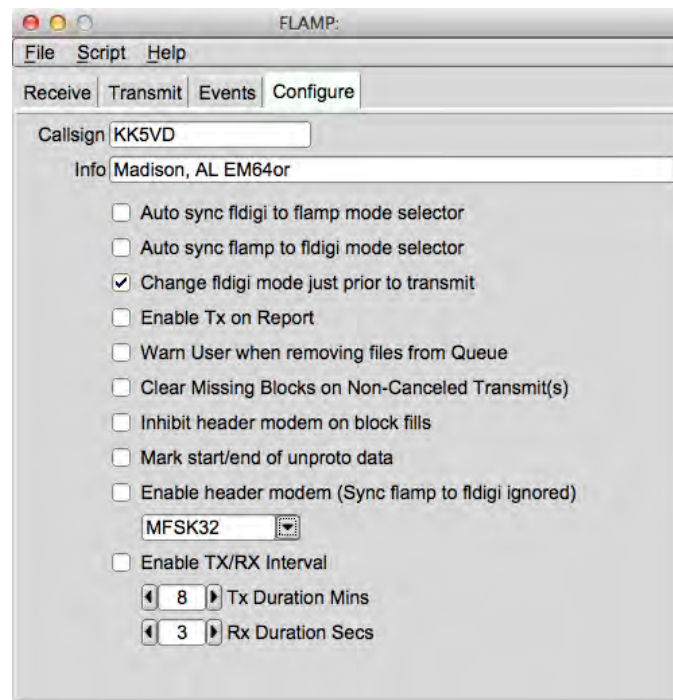 FLAMP:
File Script Help
Receive Transmit Events Configure
Callsign KK5VD
Info Madison, AL EM64or
Auto sync fldigi to flamp mode selector
Auto sync flamp to fldigi mode selector
Change fldigi mode just prior to transmit
Enable Tx on Report
Warn User when removing files from Queue
Clear Missing Blocks on Non-Canceled Transmit(s)
Inhibit header modem on block fills
Mark start/end of unproto data
Enable header modem (Sync flamp to fldigi ignored)
MFSK32
Enable TX/RX Interval
8 Tx Duration Mins
3 Rx Duration Secs